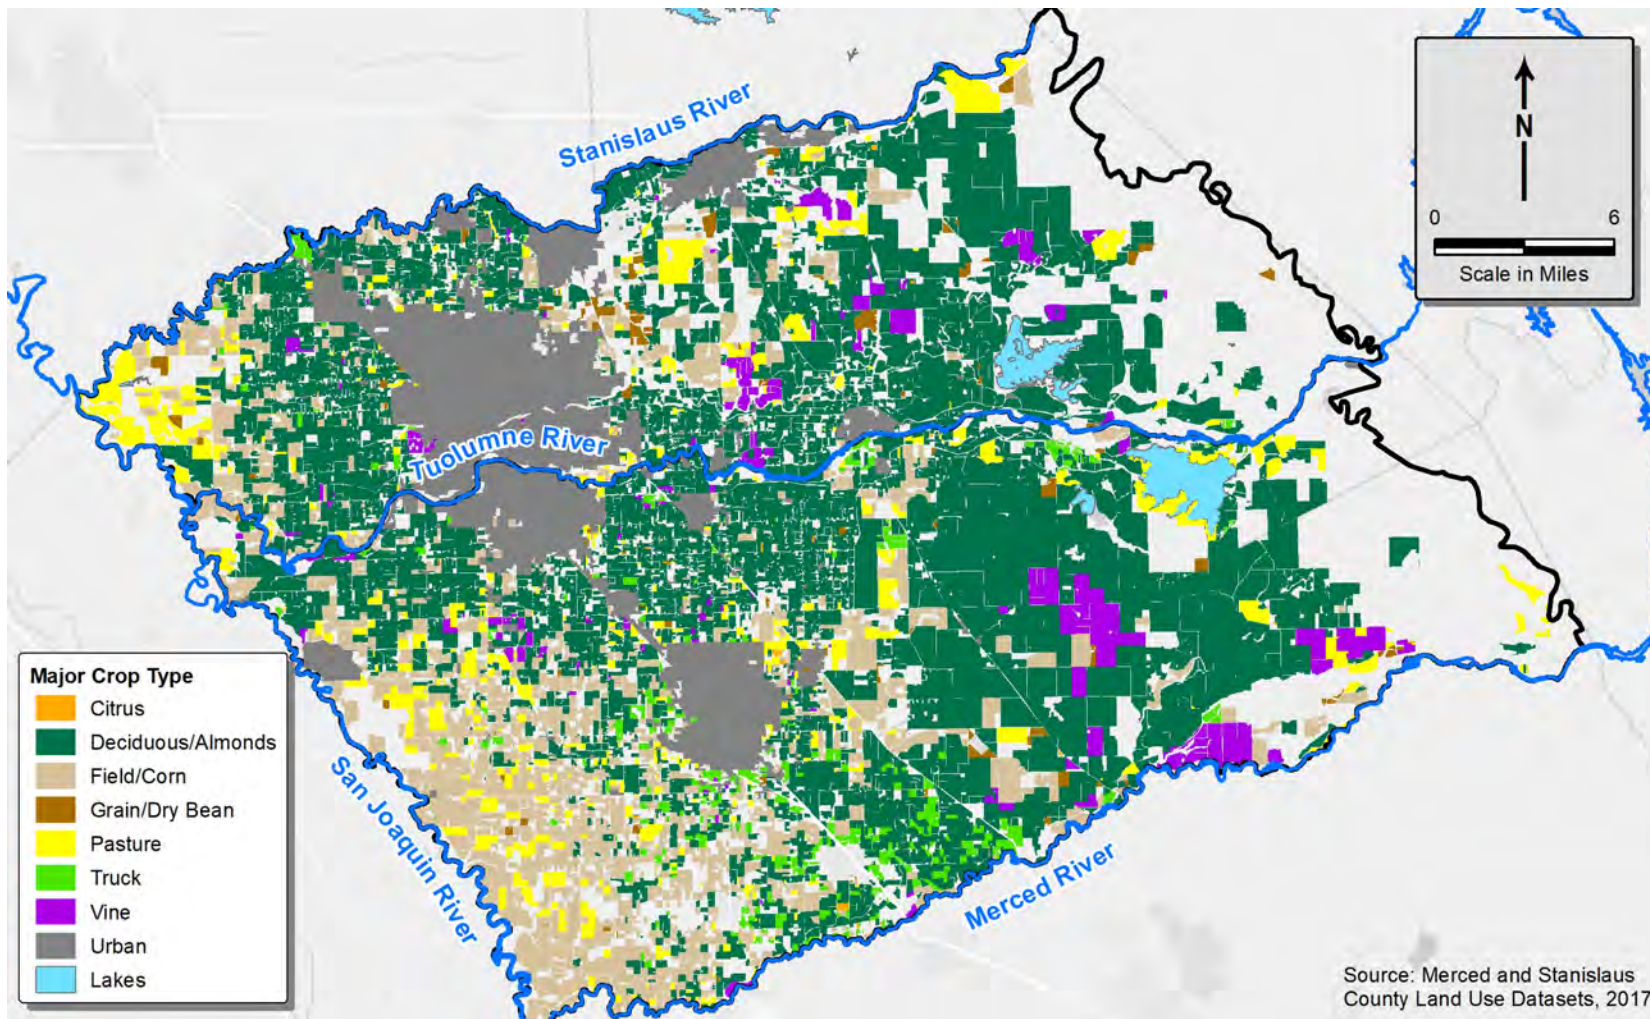 Stanislaus River
N
0 6
Scale in Miles
Tuolumne River
San Joaquin River
Merced River
Major Crop Type
Citrus
Deciduous/Almonds
Field/Corn
Grain/Dry Bean
Pasture
Truck
Vine
Urban
Lakes
Source: Merced and Stanislaus
County Land Use Datasets, 2017